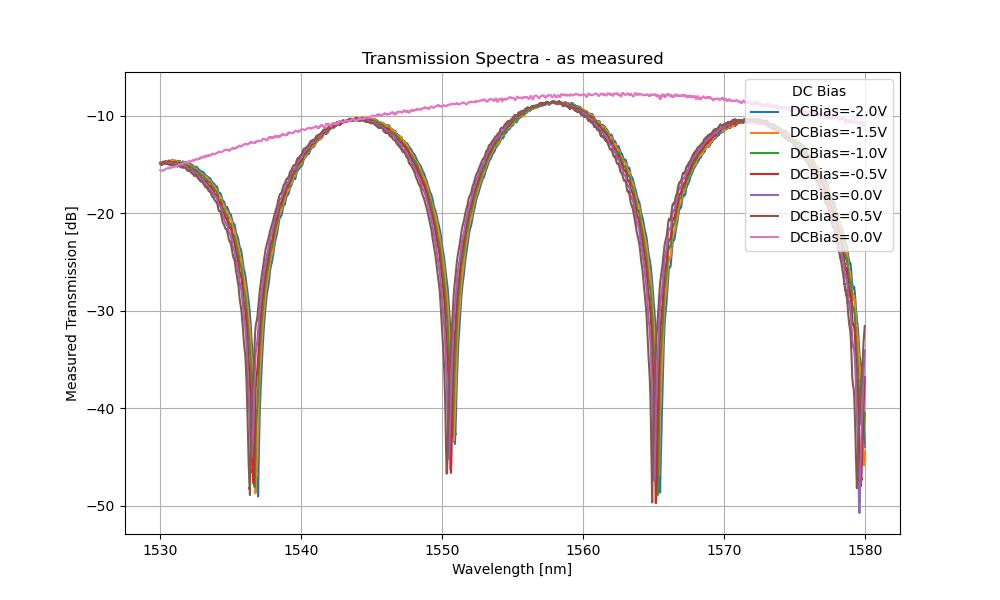 Transmission Spectra - as measured
DC Bias
DCBias=-2.0V
DCBias=-1.5V
DCBias=-1.0V
DCBias=-0.5V
DCBias=0.0V
DCBias=0.5V
DCBias=0.0V
Measured Transmission [dB]
−10
−20
−30
−40
−50
1530 1540 1550 1560 1570 1580
Wavelength [nm]